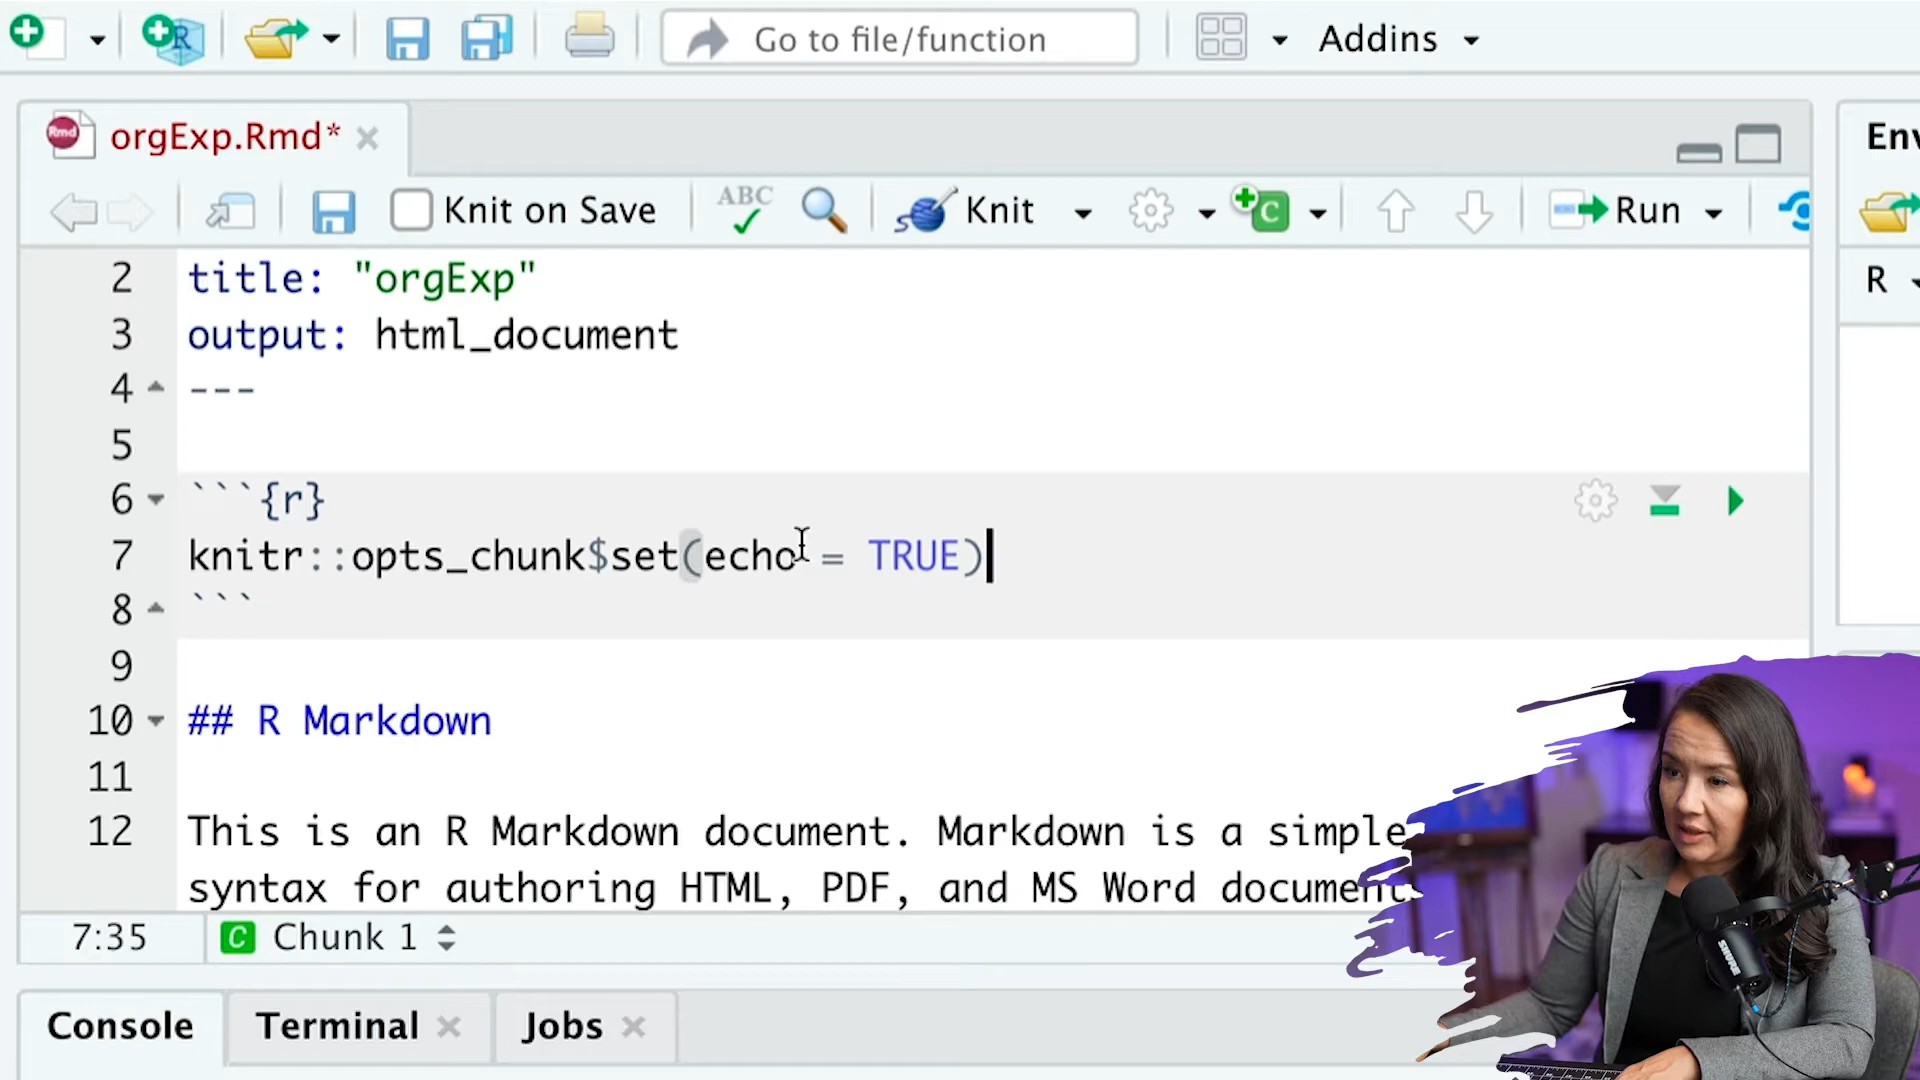 Go to file/function
Addins
Rmd
orgExp.Rmd*
Env
Knit on Save
ABC
Knit
C
Run
R
2 title: "orgExp"
3 output: html_document
4 ---
5
6 ```{r}
7 knitr::opts_chunk$set(echo = TRUE)
8 ```
9
10 ## R Markdown
11
12 This is an R Markdown document. Markdown is a simple
syntax for authoring HTML, PDF, and MS Word document
7:35
C Chunk 1
Console
Terminal
Jobs
SHURE